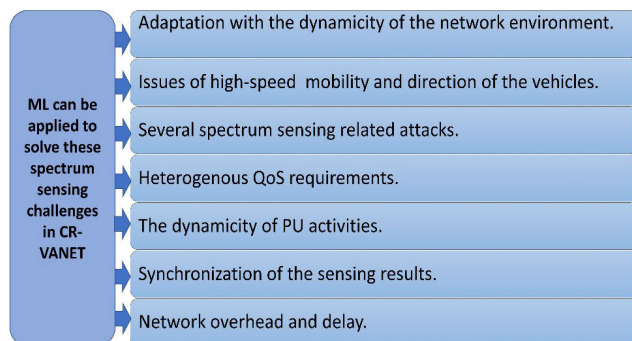 ML can be
applied to
solve these
spectrum
sensing
challenges
in CR-
VANET
Adaptation with the dynamicity of the network environment.
Issues of high-speed mobility and direction of the vehicles.
Several spectrum sensing related attacks.
Heterogenous QoS requirements.
The dynamicity of PU activities.
Synchronization of the sensing results.
Network overhead and delay.